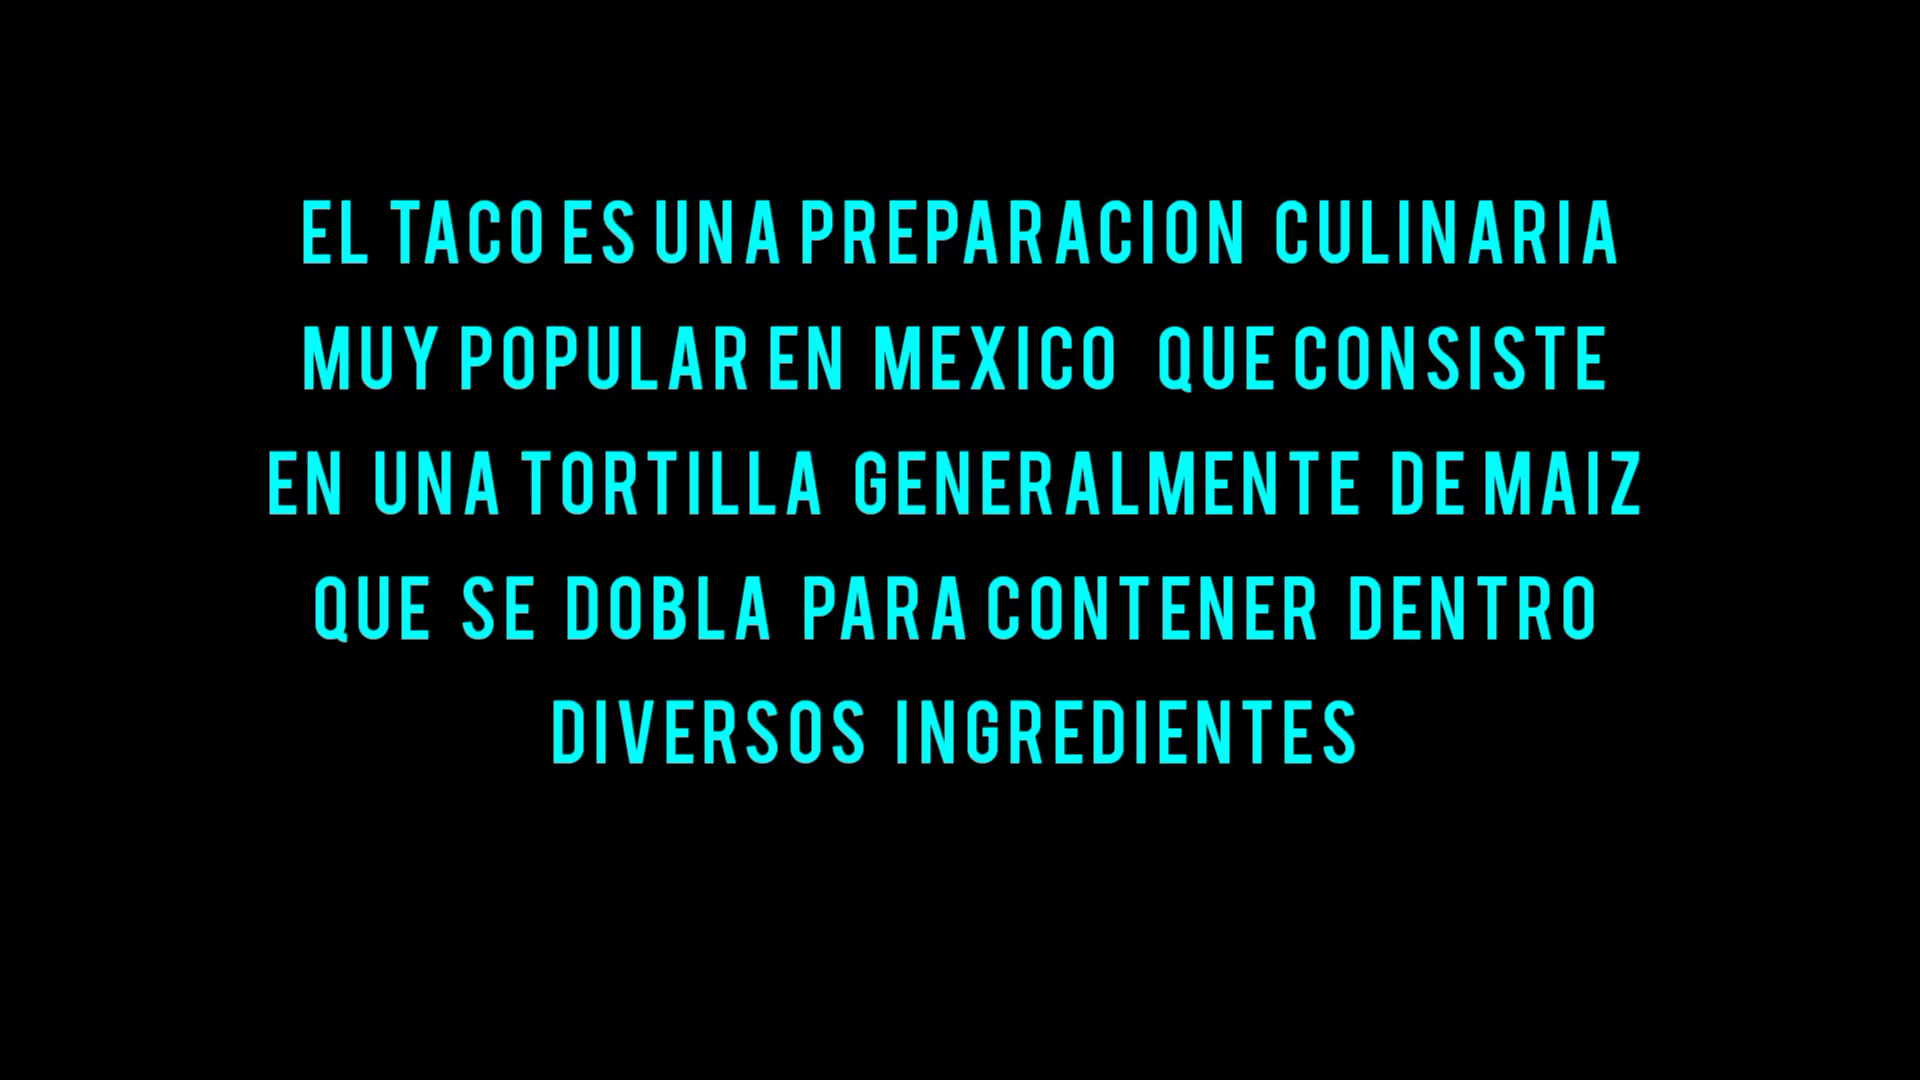 EL TACO ES UNA PREPARACION CULINARIA
MUY POPULAR EN MEXICO QUE CONSISTE
EN UNA TORTILLA GENERALMENTE DE MAIZ
QUE SE DOBLA PARA CONTENER DENTRO
DIVERSOS INGREDIENTES